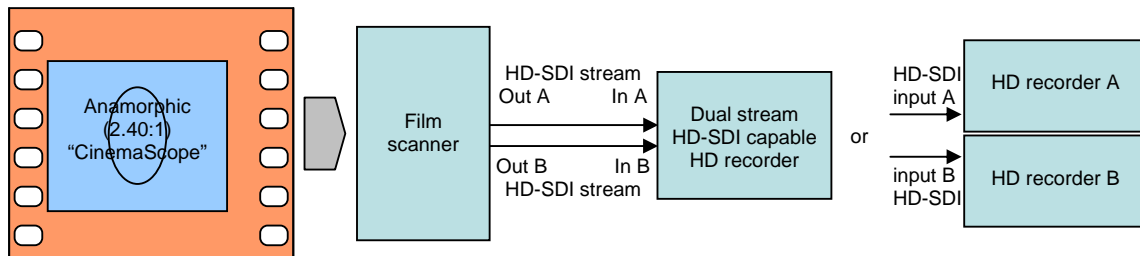 Anamorphic
(2.40:1)
“CinemaScope”
Film
scanner
HD-SDI stream
Out A In A
Out B In B
HD-SDI stream
Dual stream
HD-SDI capable
HD recorder
or
HD-SDI
input A
input B
HD-SDI
HD recorder A
HD recorder B